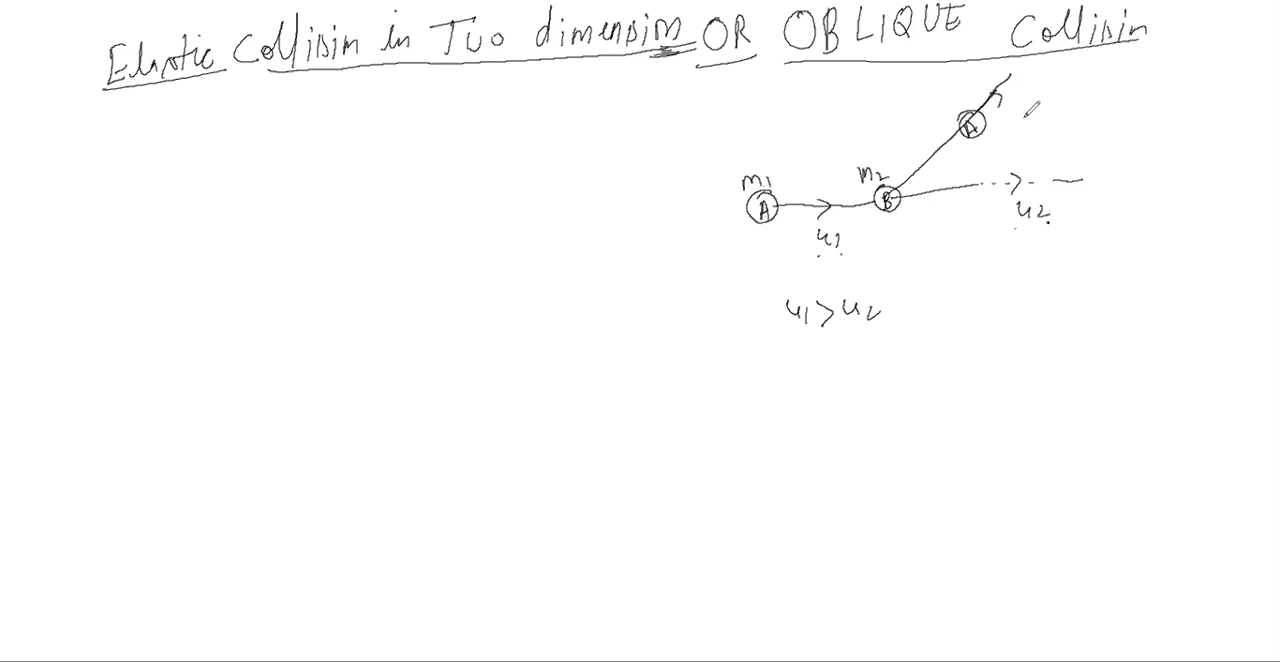 Elastic Collision in Two dimension OR OBLIQUE Collision
A
m1 m2
A B
u1 u2
u1 > u2